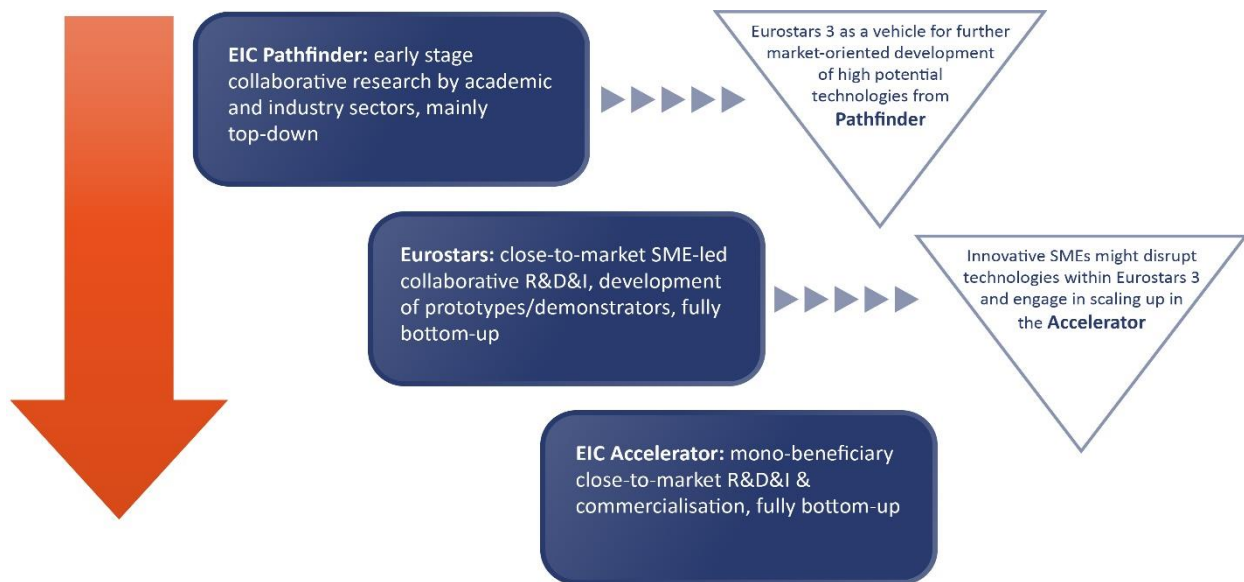 EIC Pathfinder: early stage
collaborative research by academic
and industry sectors, mainly
top-down
Eurostars 3 as a vehicle for further
market-oriented development
of high potential
technologies from
Pathfinder
Eurostars: close-to-market SME-led
collaborative R&D&I, development
of prototypes/demonstrators, fully
bottom-up
Innovative SMEs might disrupt
technologies within Eurostars 3
and engage in scaling up in
the Accelerator
EIC Accelerator: mono-beneficiary
close-to-market R&D&I &
commercialisation, fully bottom-up